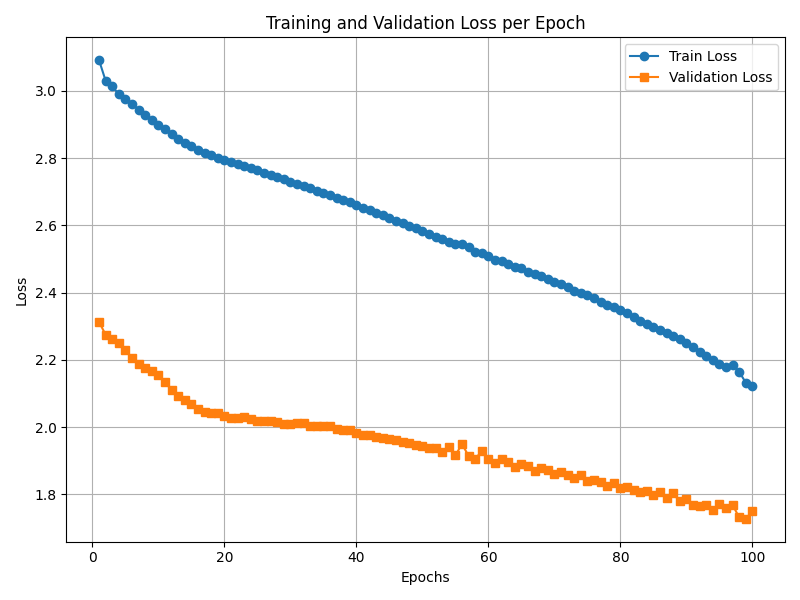 Training and Validation Loss per Epoch
Train Loss
Validation Loss
3.0
2.8
2.6
2.4
2.2
2.0
1.8
Loss
0 20 40 60 80 100
Epochs